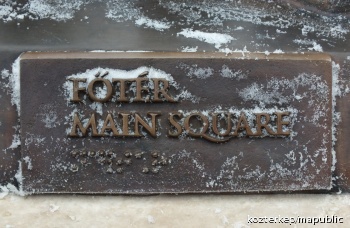 FŐTÉR
MAIN SQUARE
kozterkep/mapublic